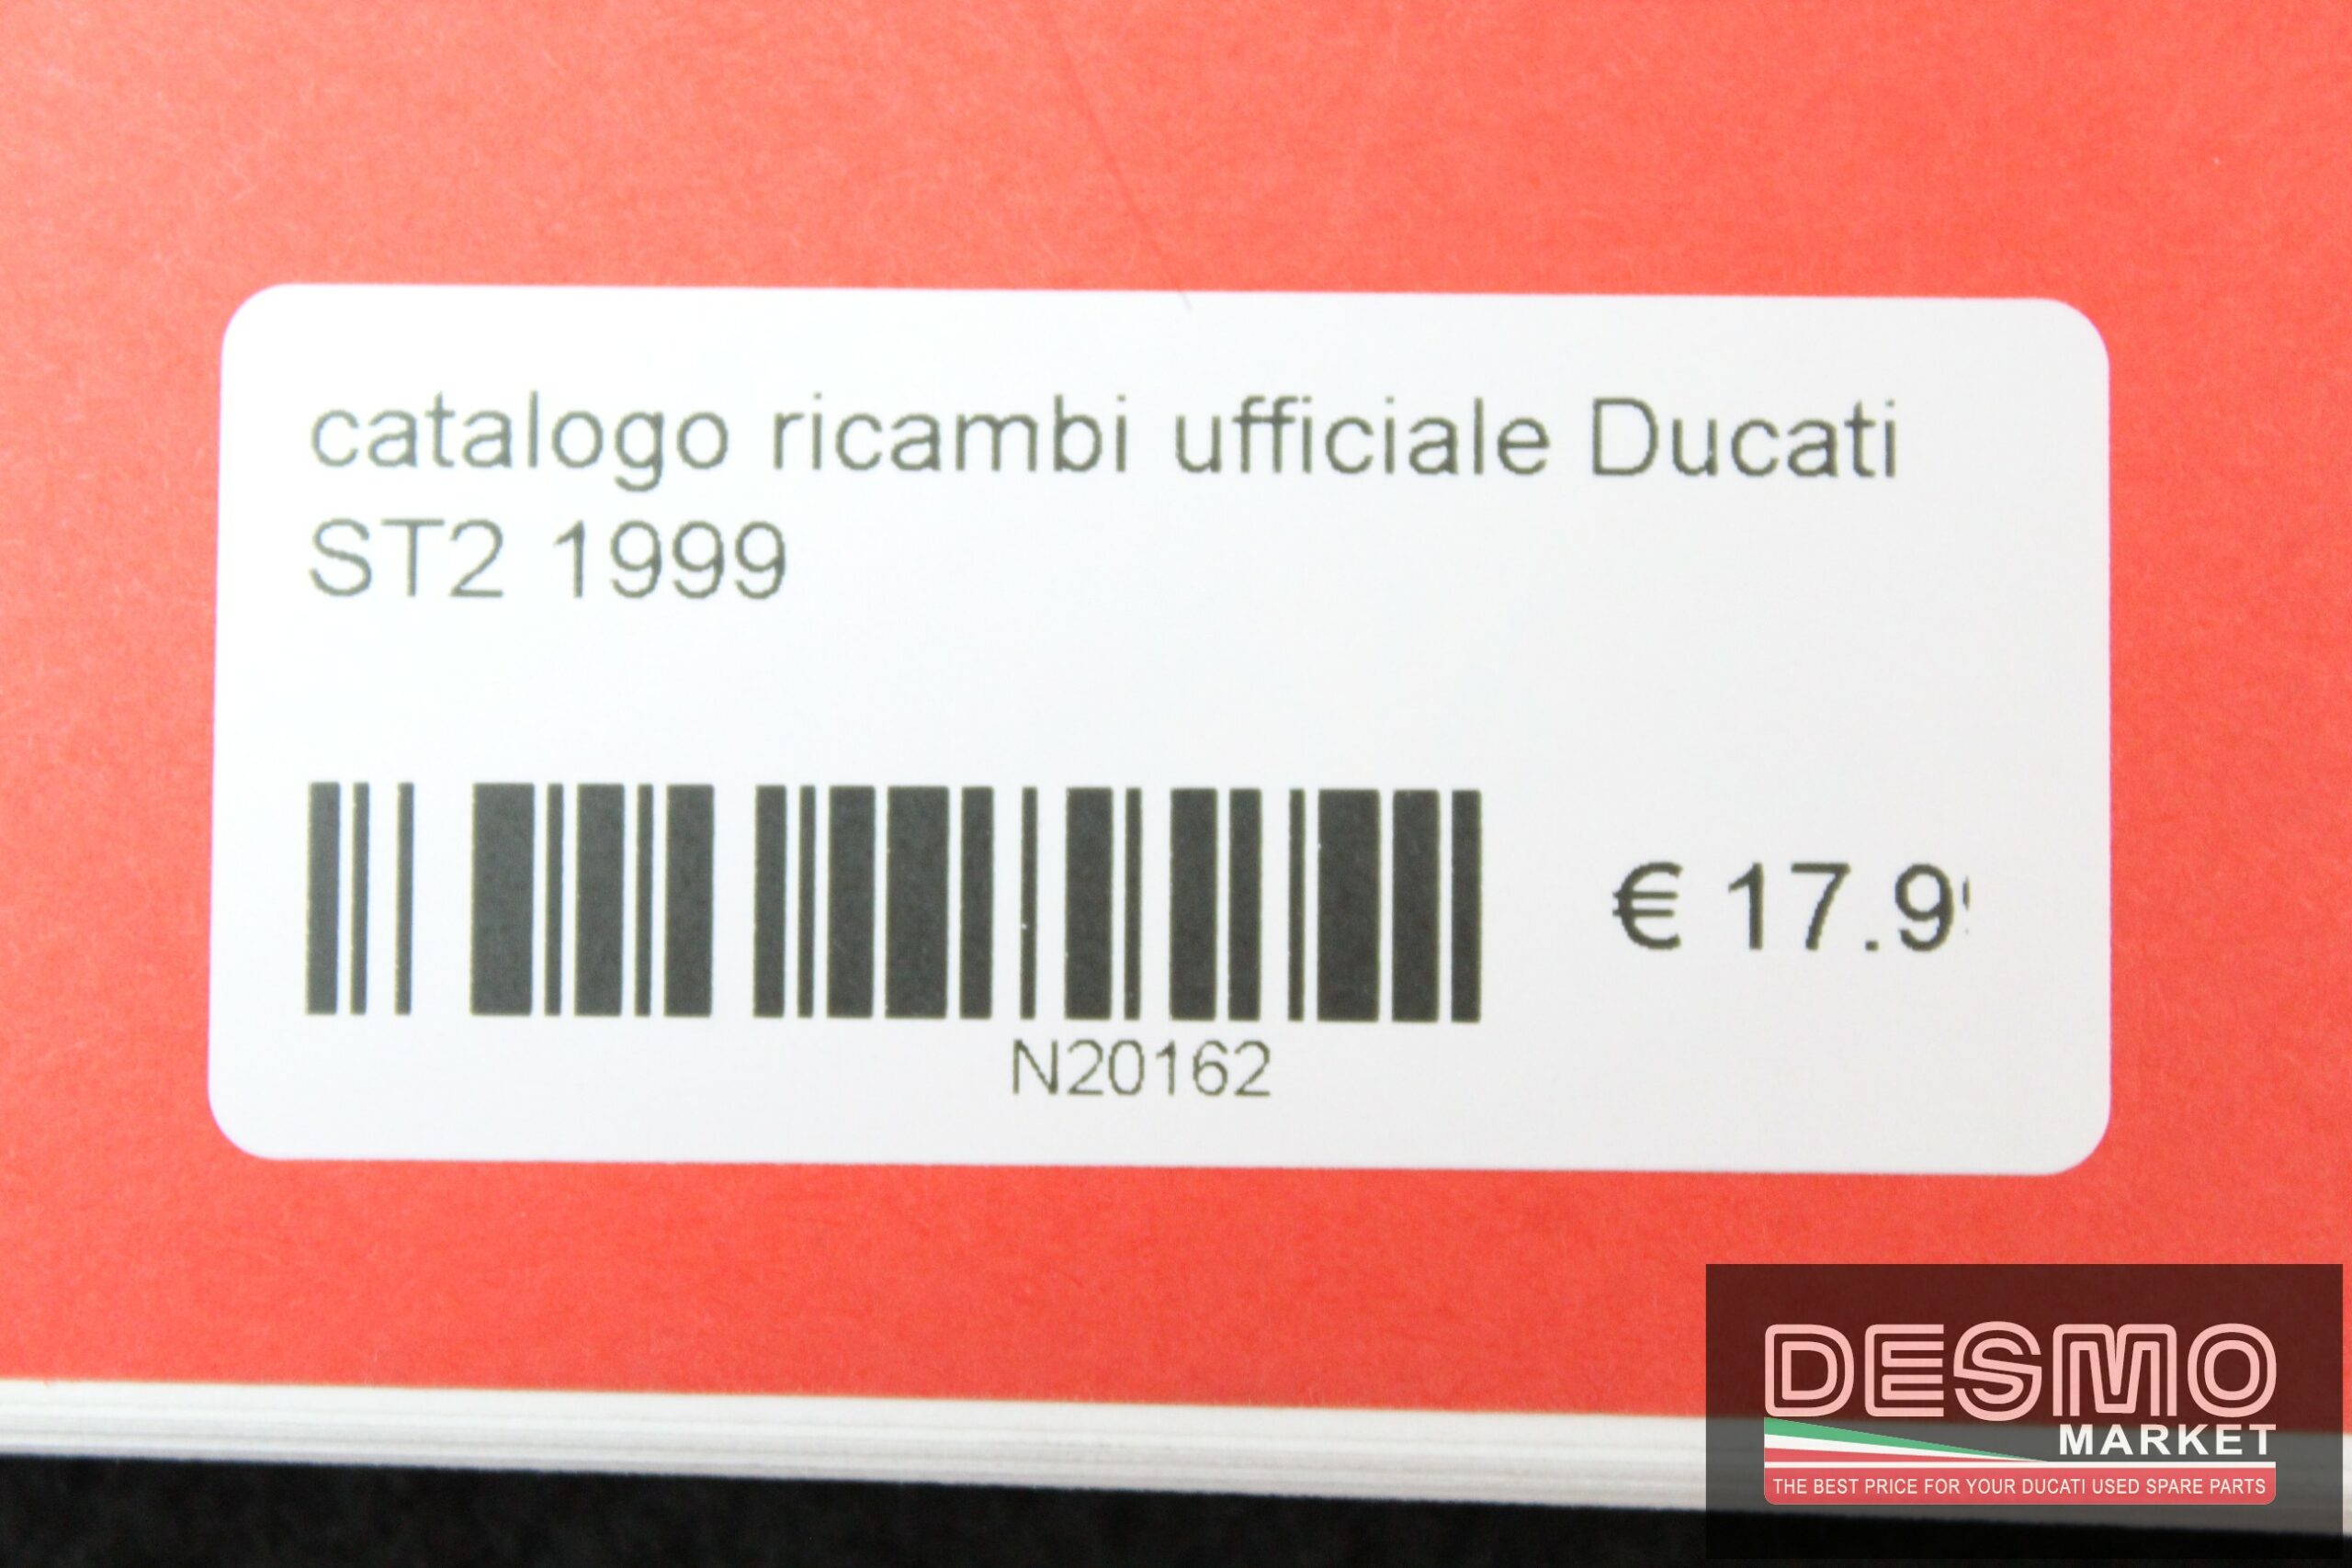 catalogo ricambi ufficiale Ducati
ST2 1999
€ 17.9
N20162
DESMO
MARKET
THE BEST PRICE FOR YOUR DUCATI USED SPARE PARTS